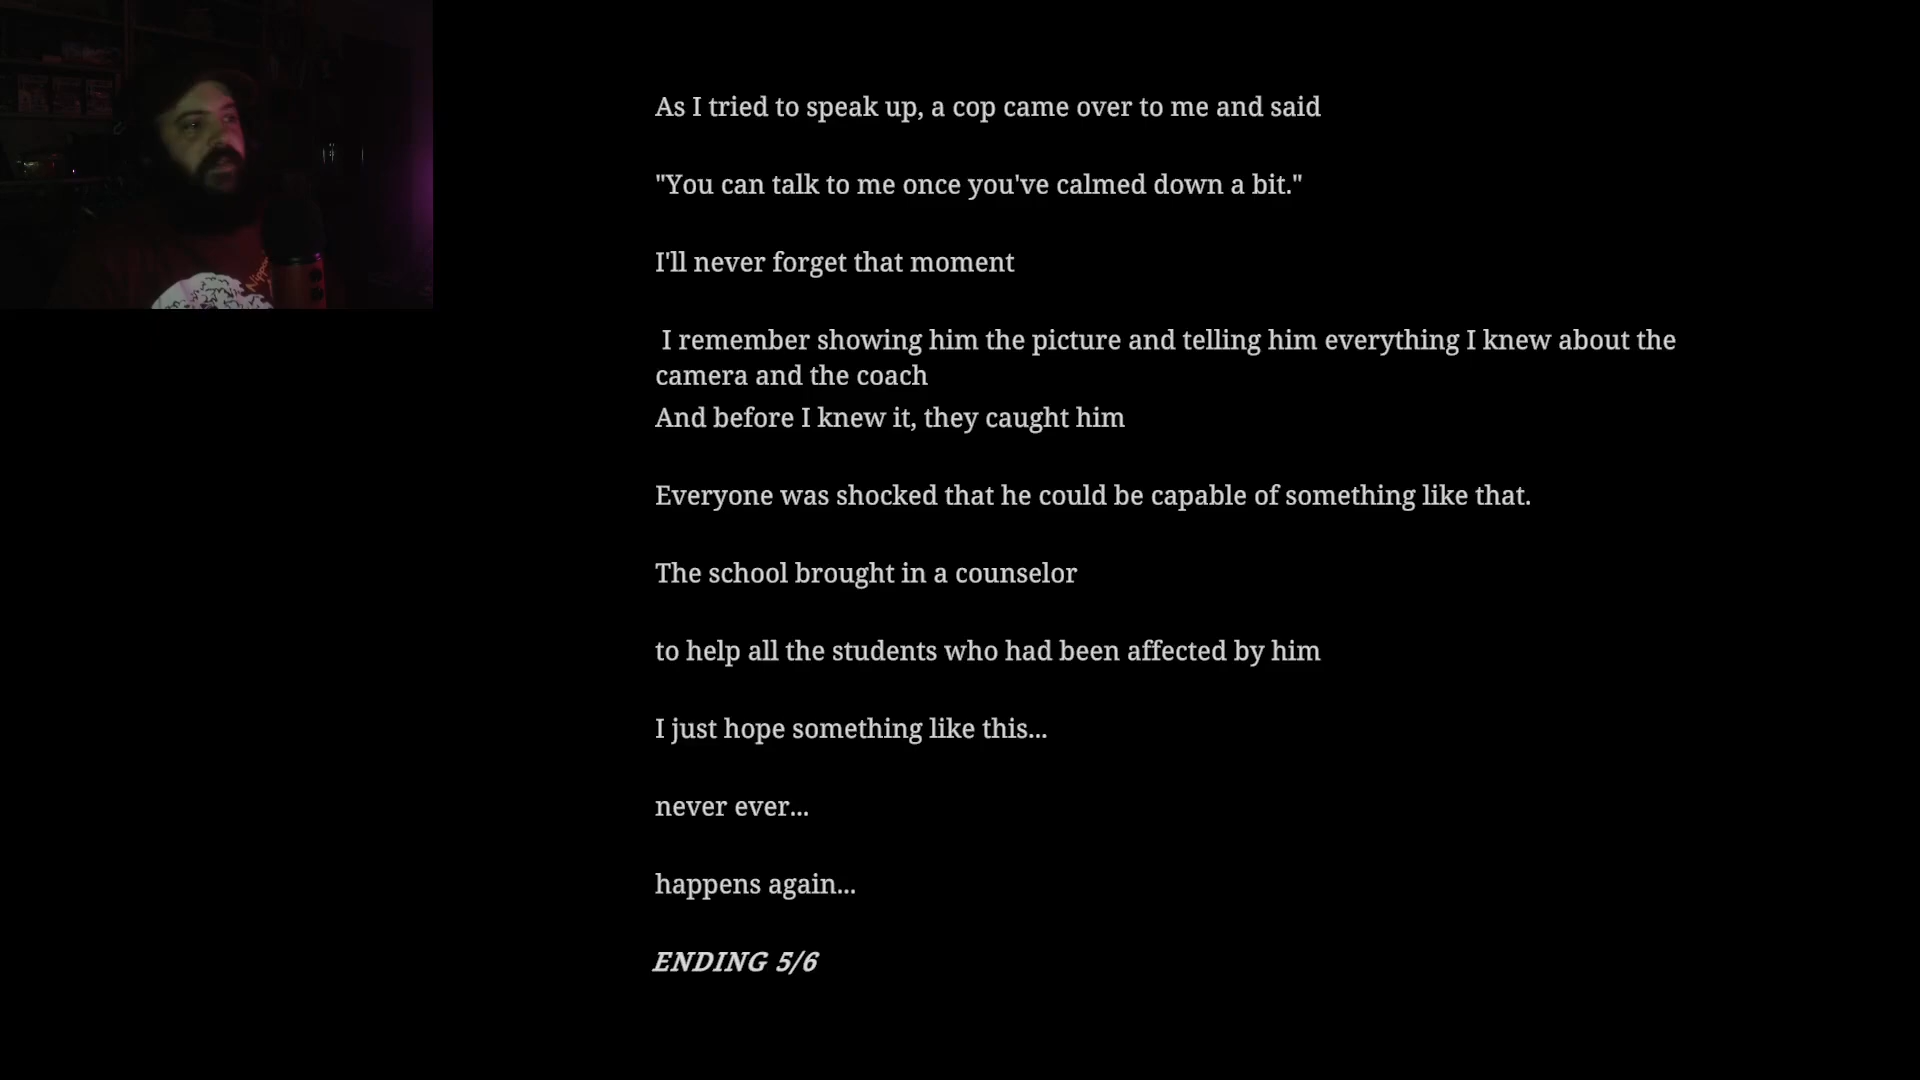 As I tried to speak up, a cop came over to me and said
"You can talk to me once you've calmed down a bit."
I'll never forget that moment
I remember showing him the picture and telling him everything I knew about the
camera and the coach
And before I knew it, they caught him
Everyone was shocked that he could be capable of something like that.
The school brought in a counselor
to help all the students who had been affected by him
I just hope something like this...
never ever...
happens again...
ENDING 5/6